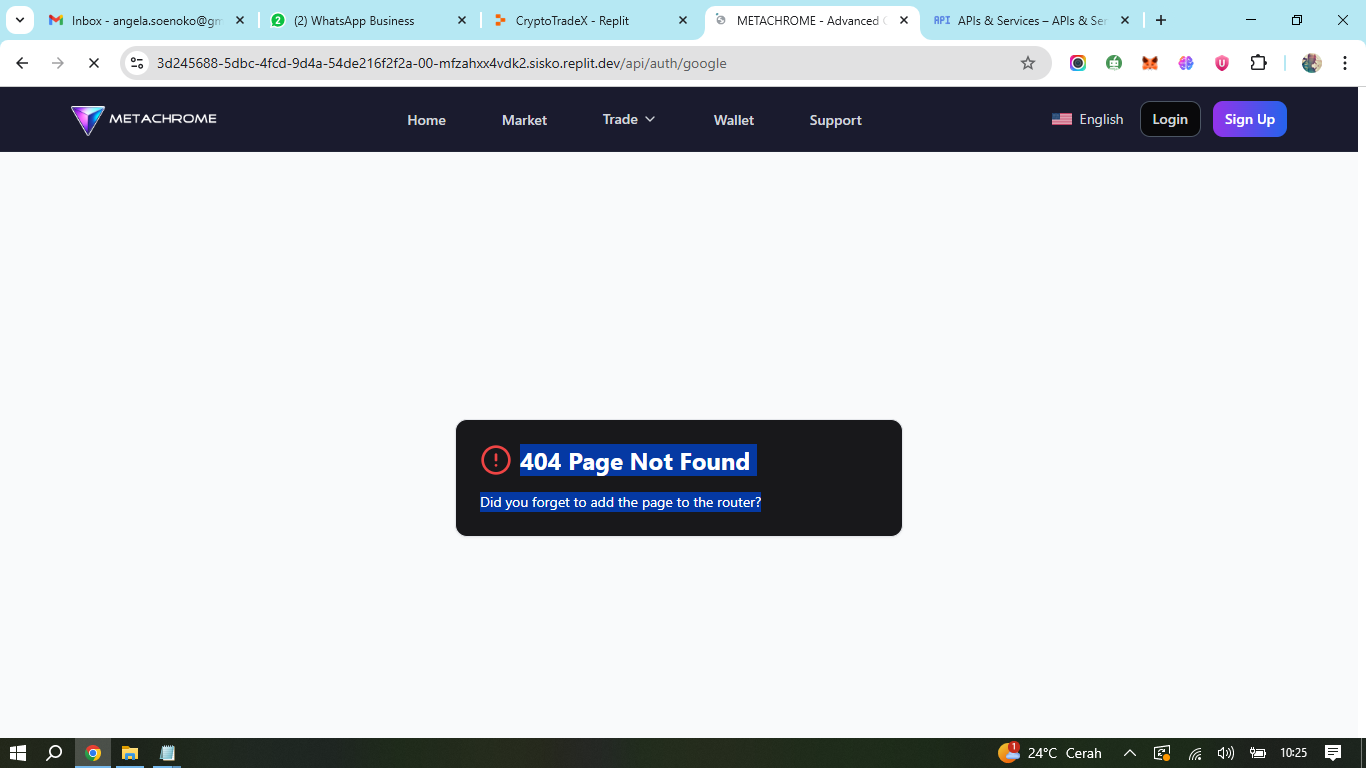 Inbox - angela.soenoko@gm
(2) WhatsApp Business
CryptoTradeX - Replit
METACHROME - Advanced C
API APIs & Services – APIs & Ser
3d245688-5dbc-4fcd-9d4a-54de216f2f2a-00-mfzahxx4vdk2.sisko.replit.dev/api/auth/google
METACHROME
Home
Market
Trade
Wallet
Support
English
Login
Sign Up
404 Page Not Found
Did you forget to add the page to the router?
1
24°C Cerah
10:25